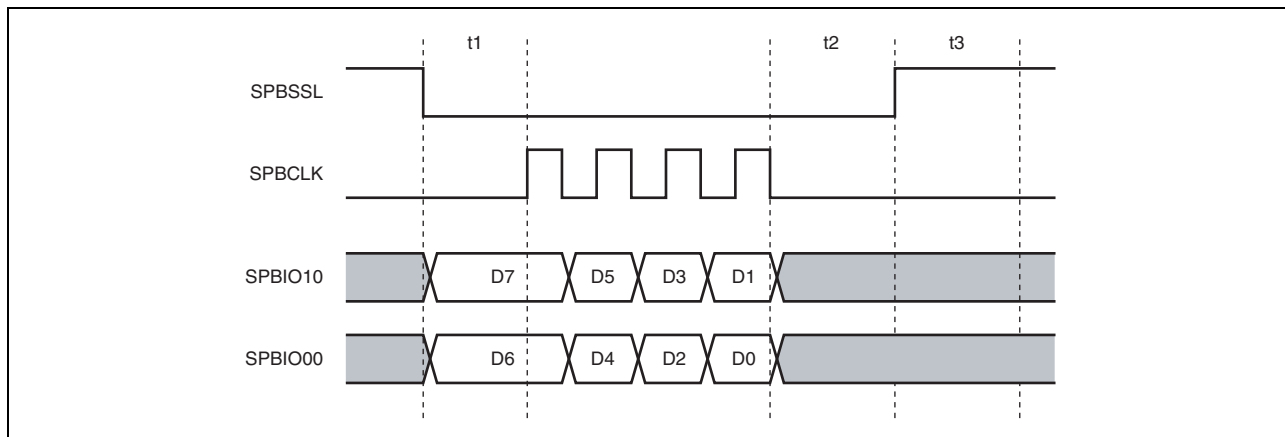 t1 t2 t3
SPBSSL
SPBCLK
SPBIO10 D7 D5 D3 D1
SPBIO00 D6 D4 D2 D0